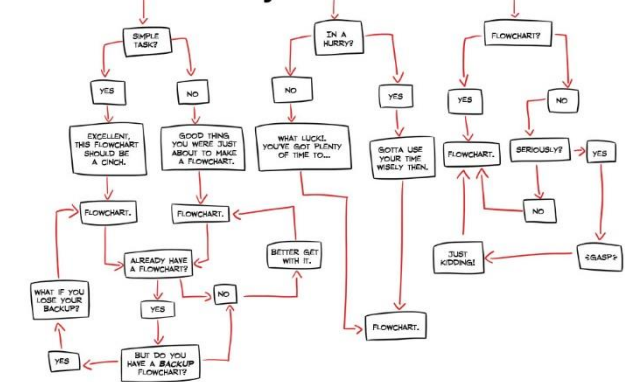 SIMPLE
TASK?
IN A
HURRY?
FLOWCHART?
YES
NO
NO
YES
YES
NO
EXCELLENT,
THIS FLOWCHART
SHOULD BE
A CINCH.
GOOD THING
YOU WERE JUST
ABOUT TO MAKE
A FLOWCHART.
WHAT LUCK!
YOU'VE GOT PLENTY
OF TIME TO...
GOTTA USE
YOUR TIME
WISELY THEN.
FLOWCHART.
SERIOUSLY?
YES
FLOWCHART.
FLOWCHART.
NO
ALREADY HAVE
A FLOWCHART?
BETTER GET
WITH IT.
JUST
KIDDING!
*GASP*
WHAT IF YOU
LOSE YOUR
BACKUP?
YES
NO
FLOWCHART.
YES
BUT DO YOU
HAVE A BACKUP
FLOWCHART?